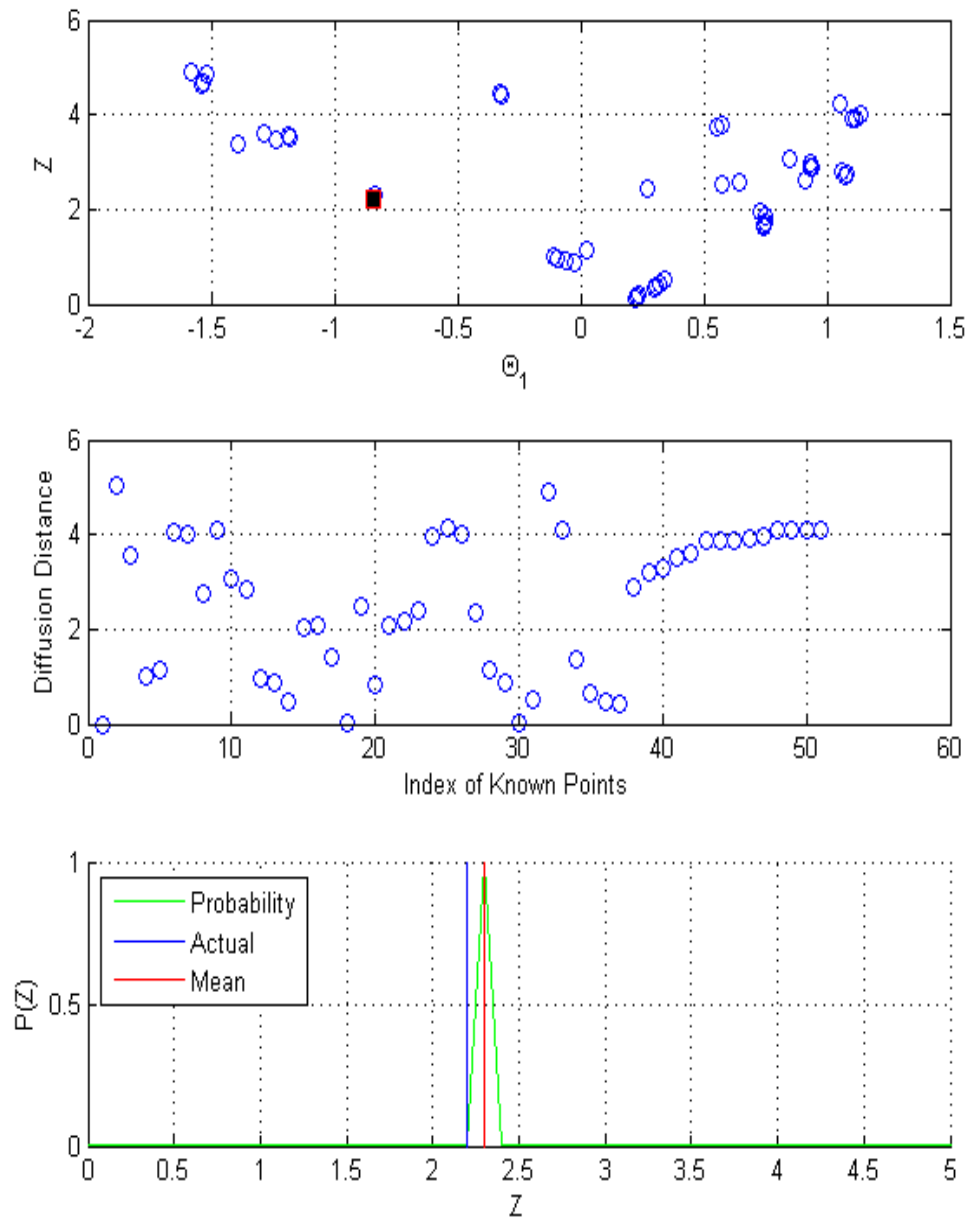 6
4
Z
2
0
-2 -1.5 -1 -0.5 0 0.5 1 1.5
Θ1
6
4
Diffusion Distance
2
0
0 10 20 30 40 50 60
Index of Known Points
1
Probability
Actual
Mean
P(Z)
0.5
0
0 0.5 1 1.5 2 2.5 3 3.5 4 4.5 5
Z